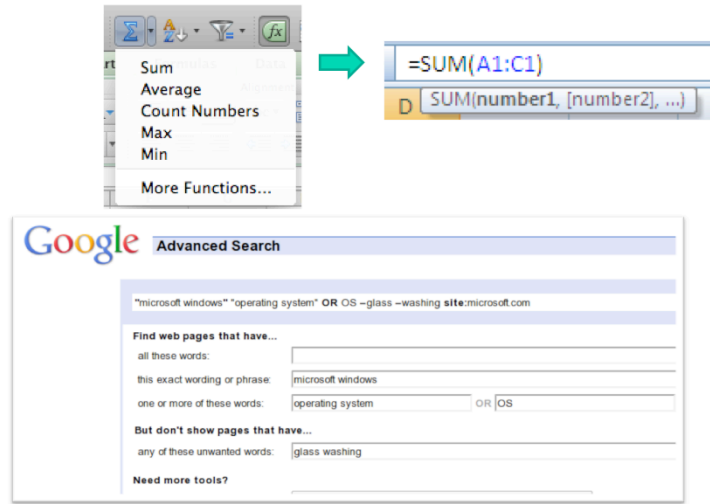 Σ A Z fx
Sum
Average
Count Numbers
Max
Min
More Functions...
=SUM(A1:C1)
D SUM(number1, [number2], ...)
Google Advanced Search
"microsoft windows" "operating system" OR OS –glass –washing site:microsoft.com
Find web pages that have...
all these words:
this exact wording or phrase: microsoft windows
one or more of these words: operating system OR OS
But don't show pages that have...
any of these unwanted words: glass washing
Need more tools?